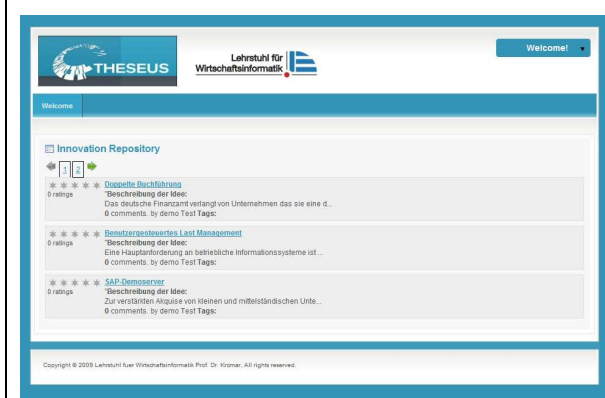 THESEUS
Lehrstuhl für
Wirtschaftsinformatik
Welcome!
Welcome
Innovation Repository
1 2
Doppelte Buchführung
0 ratings "Beschreibung der Idee:
Das deutsche Finanzamt verlangt von Unternehmen das sie eine d...
0 comments. by demo Test Tags:
Benutzergesteuertes Last Management
0 ratings "Beschreibung der Idee:
Eine Hauptanforderung an betriebliche Informationssysteme ist ...
0 comments. by demo Test Tags:
SAP-Demoserver
0 ratings "Beschreibung der Idee:
Zur verstärkten Akquise von kleinen und mittelständischen Unte...
0 comments. by demo Test Tags:
Copyright © 2009 Lehrstuhl fuer Wirtschaftsinformatik Prof. Dr. Krcmar, All rights reserved.